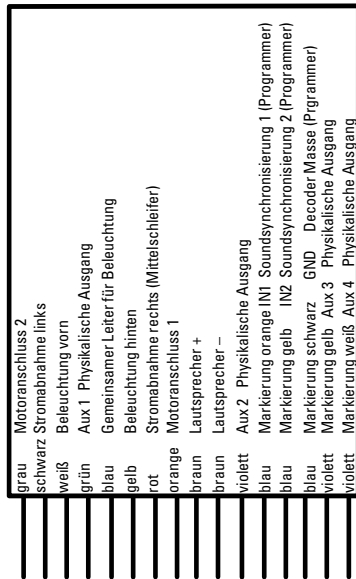 grau Motoranschluss 2
schwarz Stromabnahme links
weiß Beleuchtung vorn
grün Aux 1 Physikalische Ausgang
blau Gemeinsamer Leiter für Beleuchtung
gelb Beleuchtung hinten
rot Stromabnahme rechts (Mittelschleifer)
orange Motoranschluss 1
braun Lautsprecher +
braun Lautsprecher –
violett Aux 2 Physikalische Ausgang
blau Markierung orange IN1 Soundsynchronisierung 1 (Programmer)
blau Markierung gelb IN2 Soundsynchronisierung 2 (Programmer)
blau Markierung schwarz GND Decoder Masse (Prgrammer)
violett Markierung gelb Aux 3 Physikalische Ausgang
violett Markierung weiß Aux 4 Physikalische Ausgang